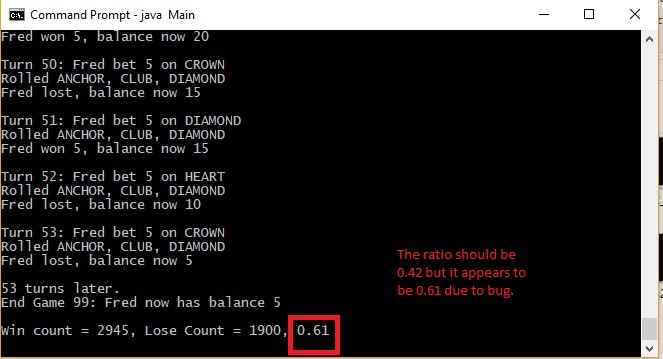 Command Prompt - java Main
Fred won 5, balance now 20
Turn 50: Fred bet 5 on CROWN
Rolled ANCHOR, CLUB, DIAMOND
Fred lost, balance now 15
Turn 51: Fred bet 5 on DIAMOND
Rolled ANCHOR, CLUB, DIAMOND
Fred won 5, balance now 15
Turn 52: Fred bet 5 on HEART
Rolled ANCHOR, CLUB, DIAMOND
Fred lost, balance now 10
Turn 53: Fred bet 5 on CROWN
Rolled ANCHOR, CLUB, DIAMOND
Fred lost, balance now 5
The ratio should be
0.42 but it appears to
be 0.61 due to bug.
53 turns later.
End Game 99: Fred now has balance 5
Win count = 2945, Lose Count = 1900, 0.61